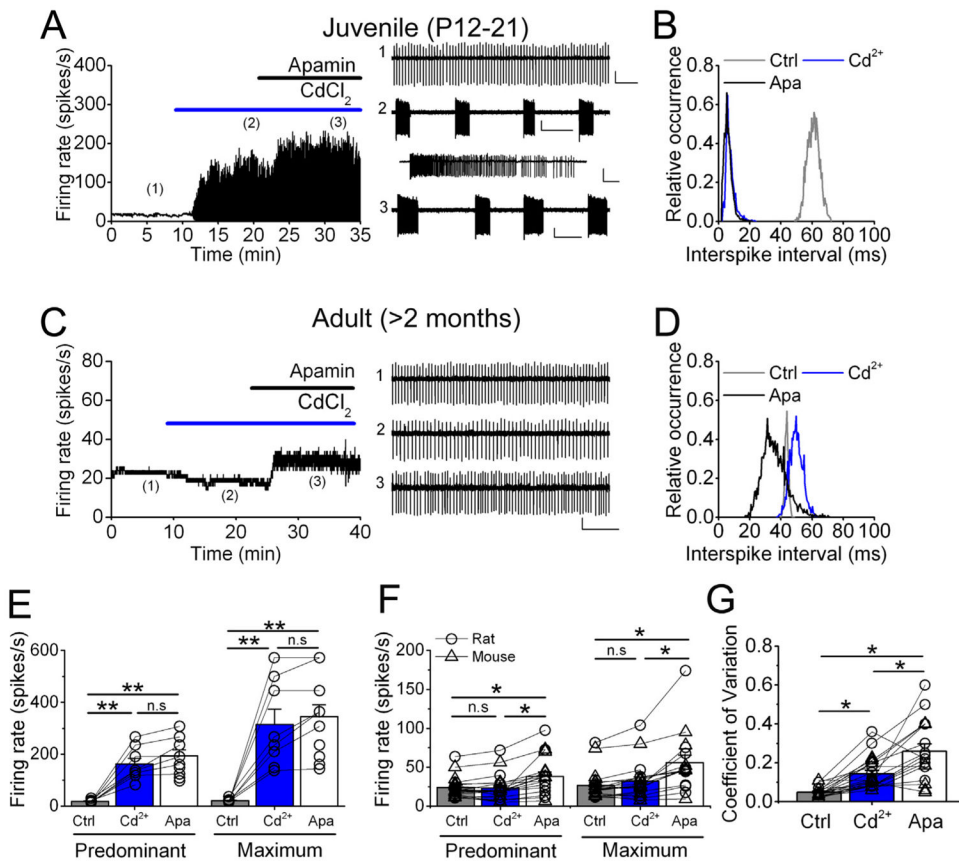 A
Juvenile (P12-21)
Firing rate (spikes/s)
400
300
200
100
0
Apamin
CdCl2
(1)
(2)
(3)
0 5 10 15 20 25 30 35
Time (min)
1
2
3
B
Ctrl
Cd2+
Apa
Relative occurrence
0.8
0.6
0.4
0.2
0.0
0 20 40 60 80 100
Interspike interval (ms)
C
Adult (>2 months)
Firing rate (spikes/s)
80
60
40
20
0
Apamin
CdCl2
(1)
(2)
(3)
0 10 20 30 40
Time (min)
1
2
3
D
Ctrl
Cd2+
Apa
Relative occurrence
0.8
0.6
0.4
0.2
0.0
0 20 40 60 80 100
Interspike interval (ms)
E
Firing rate (spikes/s)
600
400
200
0
** n.s
**
** n.s
**
Ctrl Cd2+ Apa Ctrl Cd2+ Apa
Predominant Maximum
F
Firing rate (spikes/s)
200
150
100
50
0
Rat
Mouse
*
n.s *
*
n.s *
Ctrl Cd2+ Apa Ctrl Cd2+ Apa
Predominant Maximum
G
Coefficient of Variation
0.8
0.6
0.4
0.2
0.0
*
*
*
Ctrl Cd2+ Apa